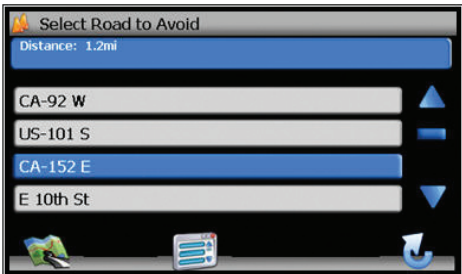 Select Road to Avoid
Distance: 1.2mi
CA-92 W
US-101 S
CA-152 E
E 10th St